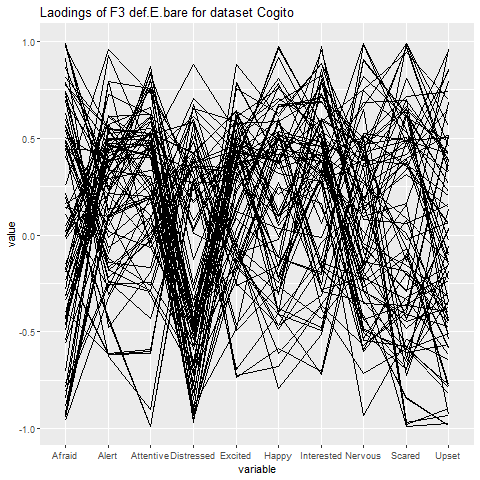 Laodings of F3 def.E.bare for dataset Cogito
value
1.0
0.5
0.0
-0.5
-1.0
Afraid Alert Attentive Distressed Excited Happy Interested Nervous Scared Upset
variable